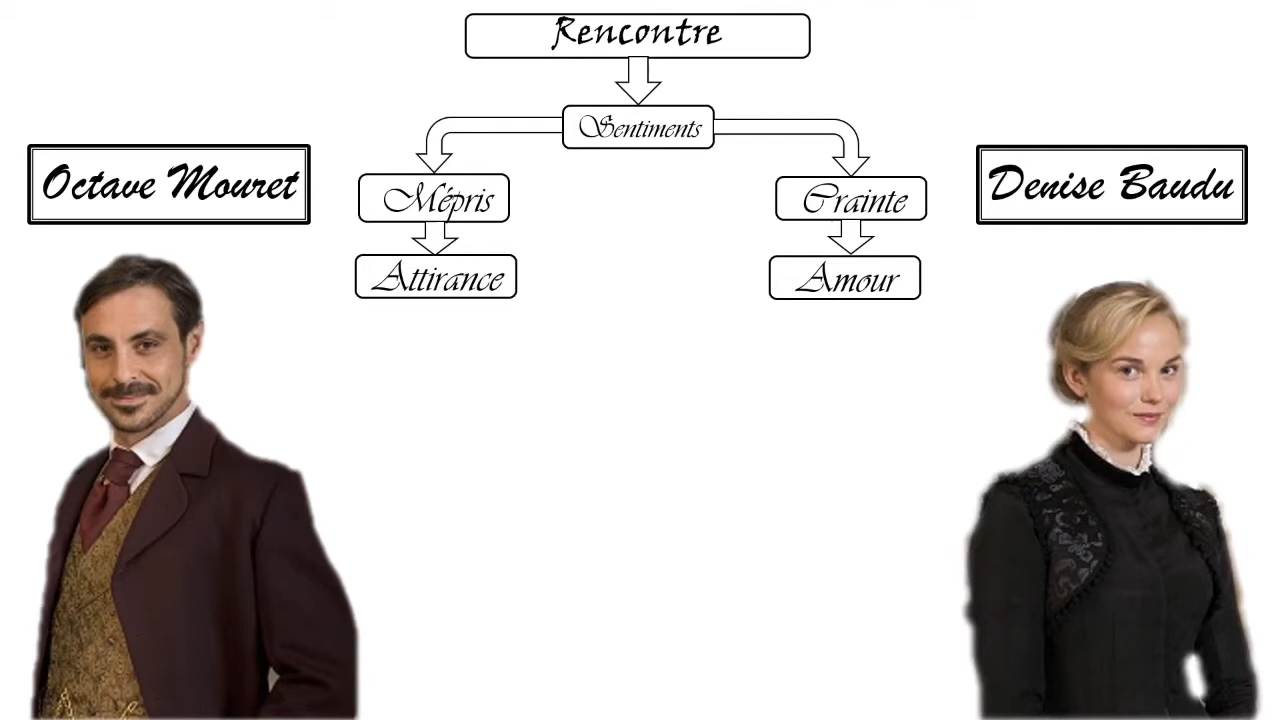 Rencontre
Sentiments
Octave Mouret
Mépris
Crainte
Denise Baudu
Attirance
Amour